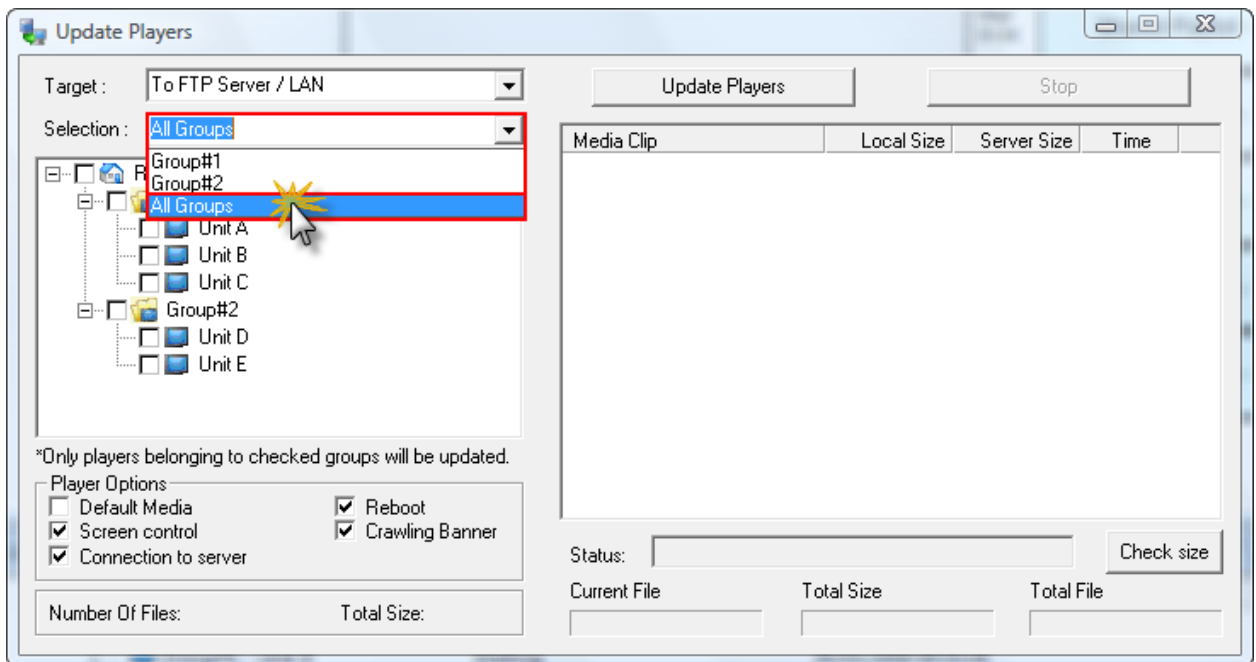 Update Players
Target : To FTP Server / LAN
Update Players
Stop
Selection : All Groups
Group#1
Group#2
All Groups
Unit A
Unit B
Unit C
Group#2
Unit D
Unit E
*Only players belonging to checked groups will be updated.
Player Options
Default Media
Reboot
Screen control
Crawling Banner
Connection to server
Number Of Files: Total Size:
Media Clip Local Size Server Size Time
Status:
Check size
Current File Total Size Total File